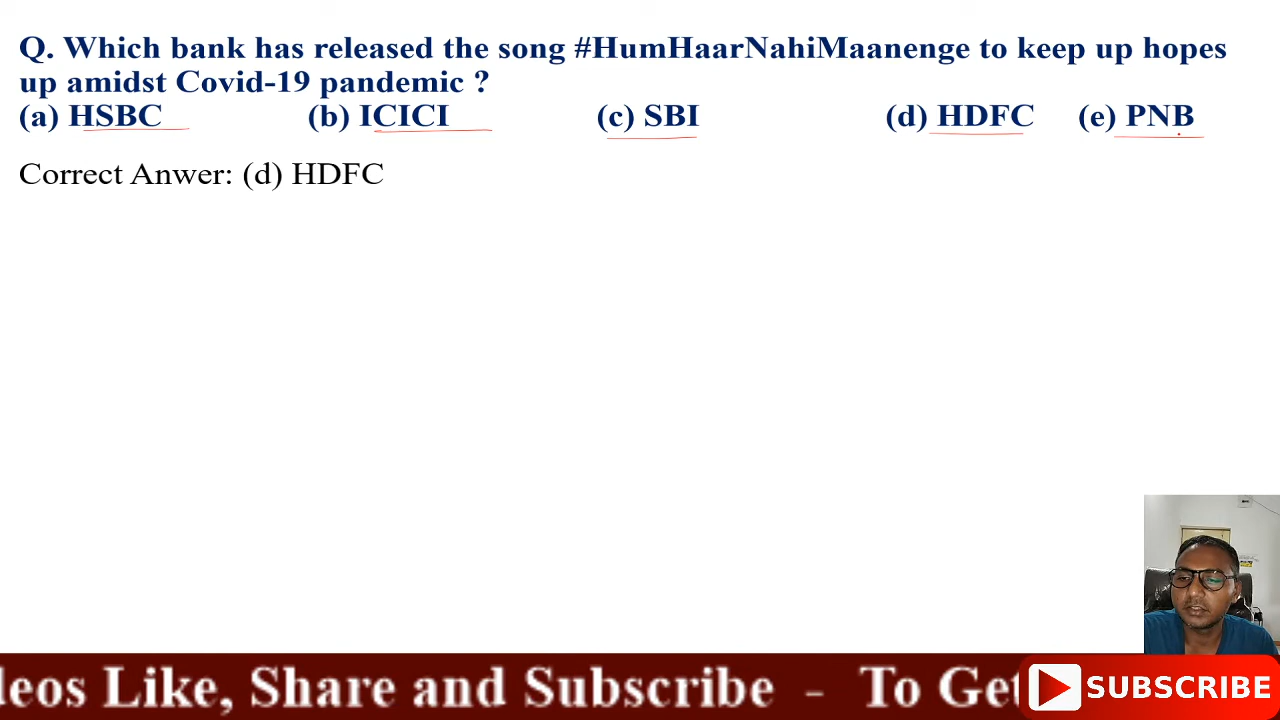 Q. Which bank has released the song #HumHaarNahiMaanenge to keep up hopes
up amidst Covid-19 pandemic ?
(a) HSBC (b) ICICI (c) SBI (d) HDFC (e) PNB
Correct Anwer: (d) HDFC
deos Like, Share and Subscribe - To Get
SUBSCRIBE